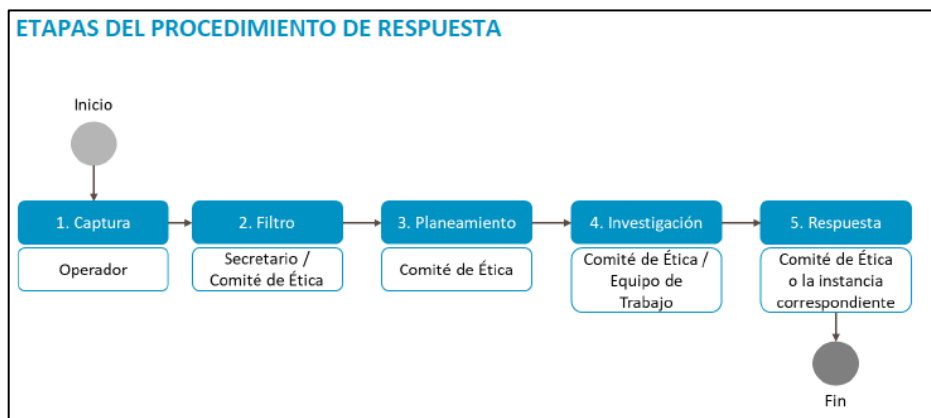 ETAPAS DEL PROCEDIMIENTO DE RESPUESTA
Inicio
1. Captura
Operador
2. Filtro
Secretario /
Comité de Ética
3. Planeamiento
Comité de Ética
4. Investigación
Comité de Ética /
Equipo de
Trabajo
5. Respuesta
Comité de Ética
o la instancia
correspondiente
Fin